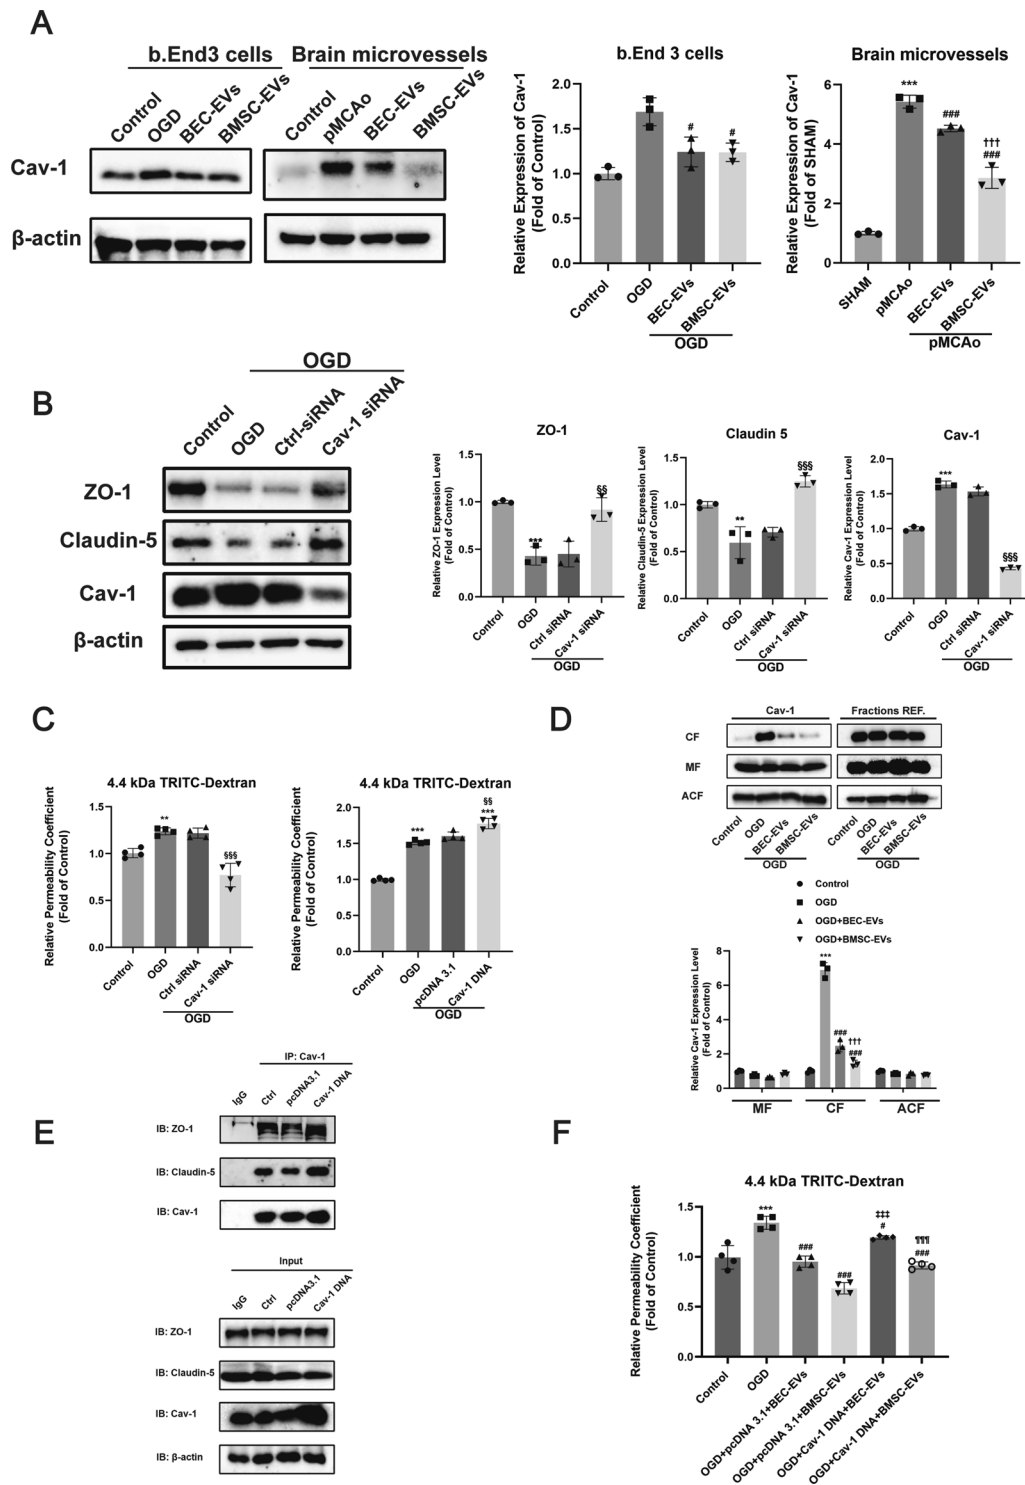 A
b.End3 cells
Brain microvessels
Control
OGD
BEC-EVs
BMSC-EVs
Control
pMCAo
BEC-EVs
BMSC-EVs
Cav-1
β-actin
b.End 3 cells
Relative Expression of Cav-1
(Fold of Control)
2.0
1.5
1.0
0.5
0.0
#
#
Control
OGD
BEC-EVs
BMSC-EVs
OGD
Brain microvessels
Relative Expression of Cav-1
(Fold of SHAM)
6
4
2
0
***
###
†††
###
SHAM
pMCAo
BEC-EVs
BMSC-EVs
pMCAo
B
OGD
Control
OGD
Ctrl-siRNA
Cav-1 siRNA
ZO-1
Claudin-5
Cav-1
β-actin
ZO-1
Relative ZO-1 Expression Level
(Fold of Control)
1.5
1.0
0.5
0.0
***
§§
Control
OGD
Ctrl siRNA
Cav-1 siRNA
OGD
Claudin 5
Relative Claudin-5 Expression Level
(Fold of Control)
1.5
1.0
0.5
0.0
**
§§§
Control
OGD
Ctrl siRNA
Cav-1 siRNA
OGD
Cav-1
Relative Cav-1 Expression Level
(Fold of Control)
2.0
1.5
1.0
0.5
0.0
***
§§§
Control
OGD
Ctrl siRNA
Cav-1 siRNA
OGD
C
4.4 kDa TRITC-Dextran
Relative Permeability Coefficient
(Fold of Control)
1.5
1.0
0.5
0.0
**
§§§
Control
OGD
Ctrl siRNA
Cav-1 siRNA
OGD
4.4 kDa TRITC-Dextran
Relative Permeability Coefficient
(Fold of Control)
2.0
1.5
1.0
0.5
0.0
***
§§
***
Control
OGD
pcDNA 3.1
Cav-1 DNA
OGD
D
Cav-1
Fractions REF.
CF
MF
ACF
Control
OGD
BEC-EVs
BMSC-EVs
OGD
Control
OGD
BEC-EVs
BMSC-EVs
OGD
Control
OGD
OGD+BEC-EVs
OGD+BMSC-EVs
Relative Cav-1 Expression Level
(Fold of Control)
8
6
4
2
0
***
###
†††
###
MF
CF
ACF
E
IP: Cav-1
IgG
Ctrl
pcDNA3.1
Cav-1 DNA
IB: ZO-1
IB: Claudin-5
IB: Cav-1
Input
IgG
Ctrl
pcDNA3.1
Cav-1 DNA
IB: ZO-1
IB: Claudin-5
IB: Cav-1
IB: β-actin
F
4.4 kDa TRITC-Dextran
Relative Permeability Coefficient
(Fold of Control)
1.5
1.0
0.5
0.0
***
###
###
‡‡‡
#
¶¶¶
###
Control
OGD
OGD+pcDNA 3.1+BEC-EVs
OGD+pcDNA 3.1+BMSC-EVs
OGD+Cav-1 DNA+BEC-EVs
OGD+Cav-1 DNA+BMSC-EVs